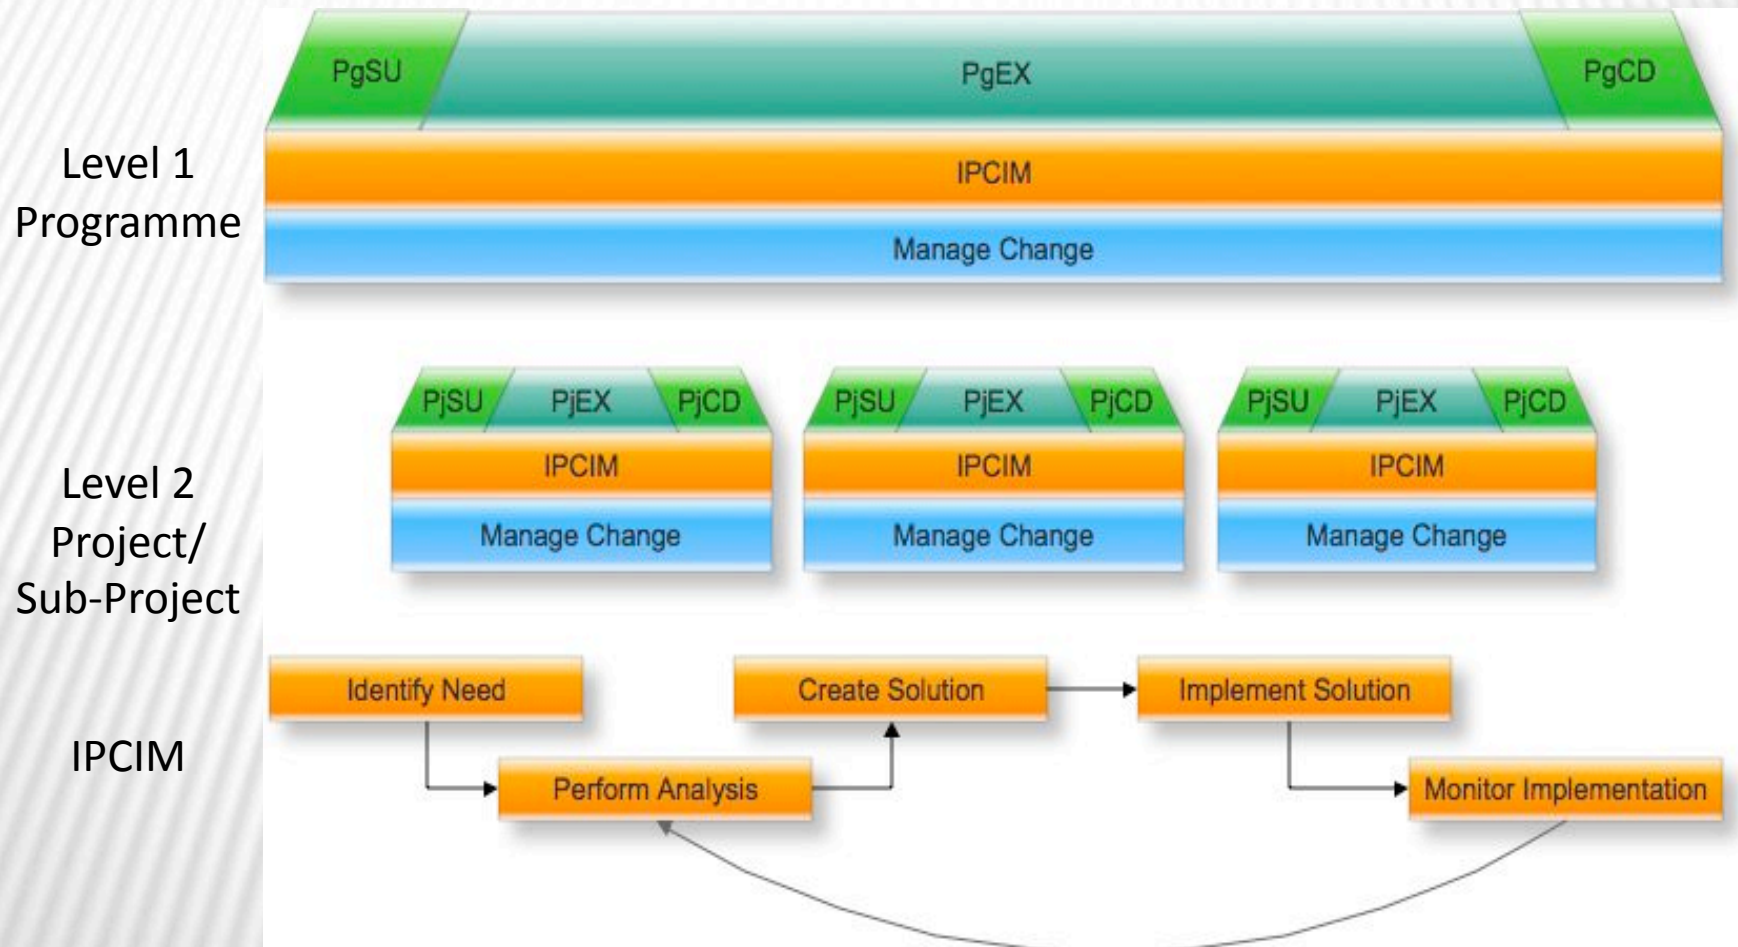 PgSU PgEX PgCD
Level 1
Programme
IPCIM
Manage Change
Level 2
Project/
Sub-Project
PjSU PjEX PjCD PjSU PjEX PjCD PjSU PjEX PjCD
IPCIM IPCIM IPCIM
Manage Change Manage Change Manage Change
IPCIM
Identify Need Create Solution Implement Solution
Perform Analysis Monitor Implementation